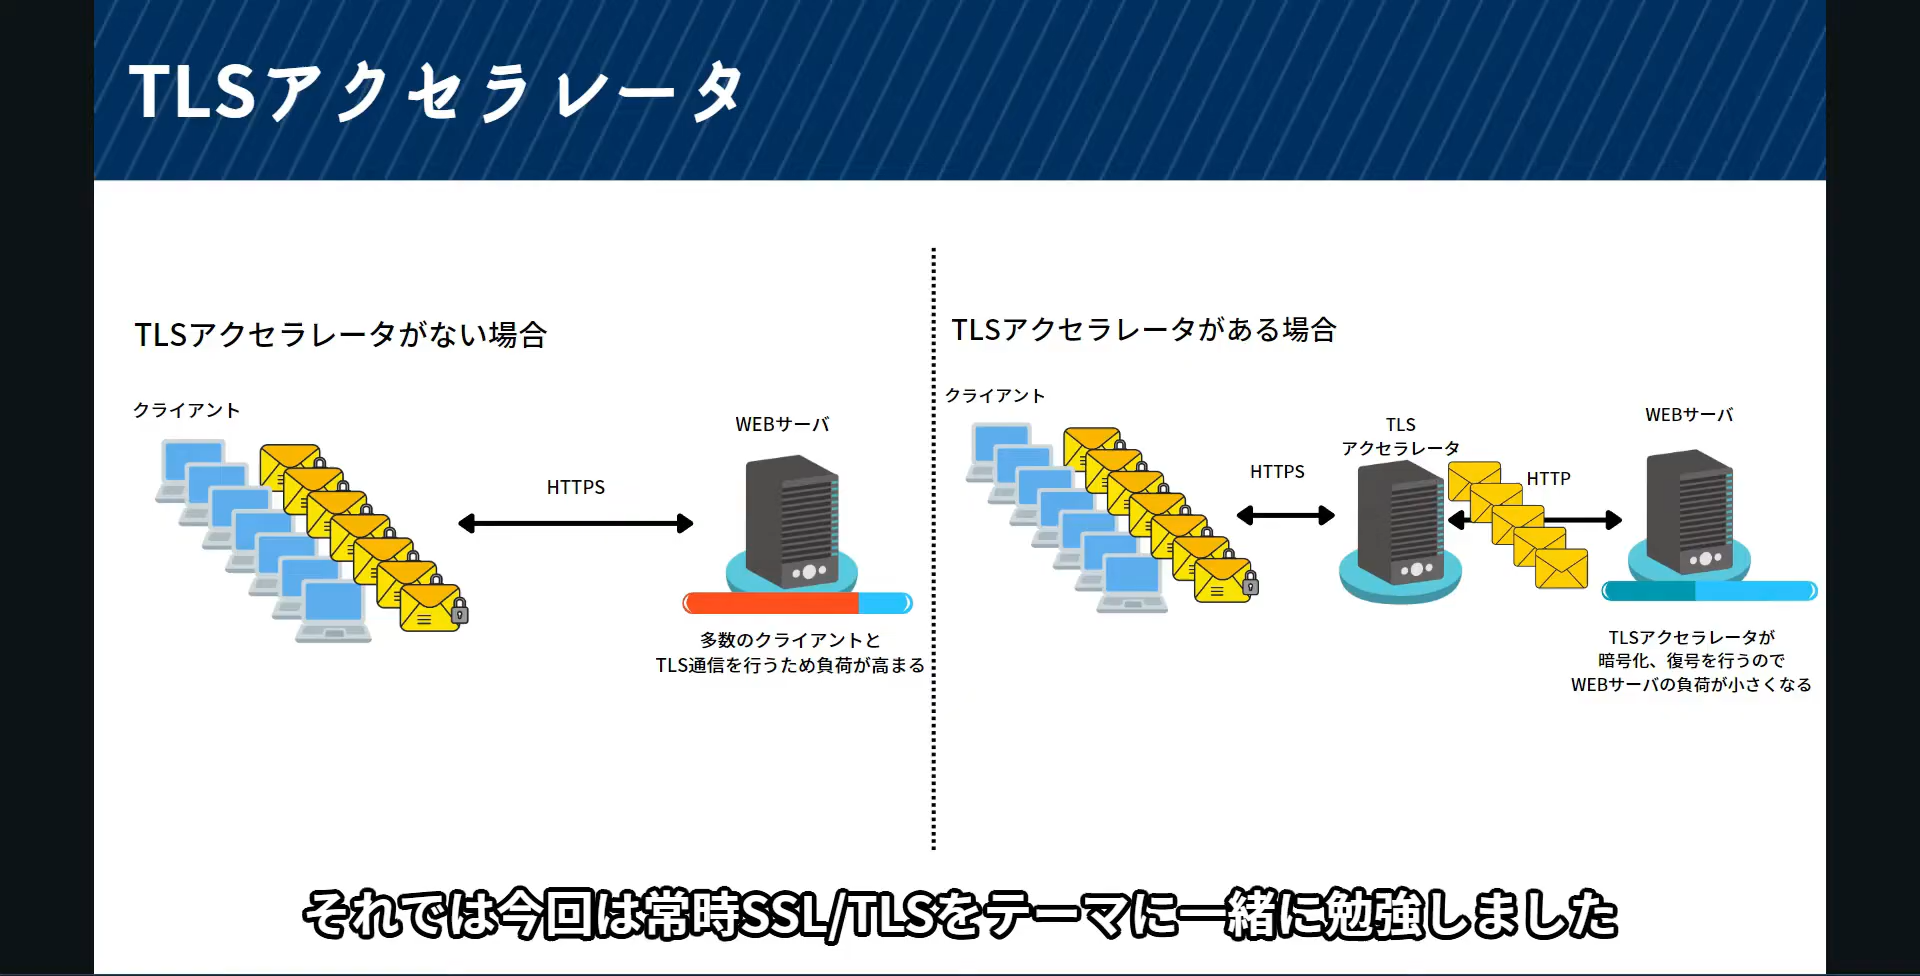 TLSアクセラレータ
TLSアクセラレータがない場合
クライアント
WEBサーバ
HTTPS
多数のクライアントと
TLS通信を行うため負荷が高まる
TLSアクセラレータがある場合
クライアント
HTTPS
TLS
アクセラレータ
HTTP
WEBサーバ
TLSアクセラレータが
暗号化、復号を行うので
WEBサーバの負荷が小さくなる
それでは今回は常時SSL/TLSをテーマに一緒に勉強しました